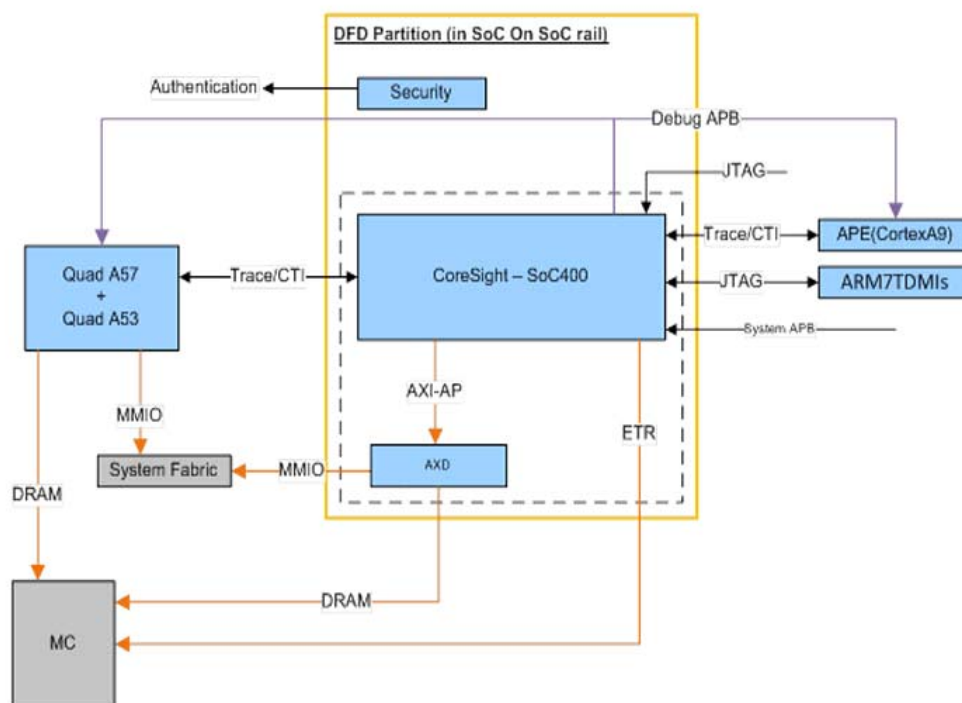 DFD Partition (in SoC On SoC rail)
Authentication
Security
Debug APB
JTAG
Trace/CTI
APE(CortexA9)
Quad A57
+
Quad A53
Trace/CTI
CoreSight – SoC400
JTAG
ARM7TDMIs
System APB
AXI-AP
MMIO
ETR
System Fabric
MMIO
AXD
DRAM
DRAM
MC